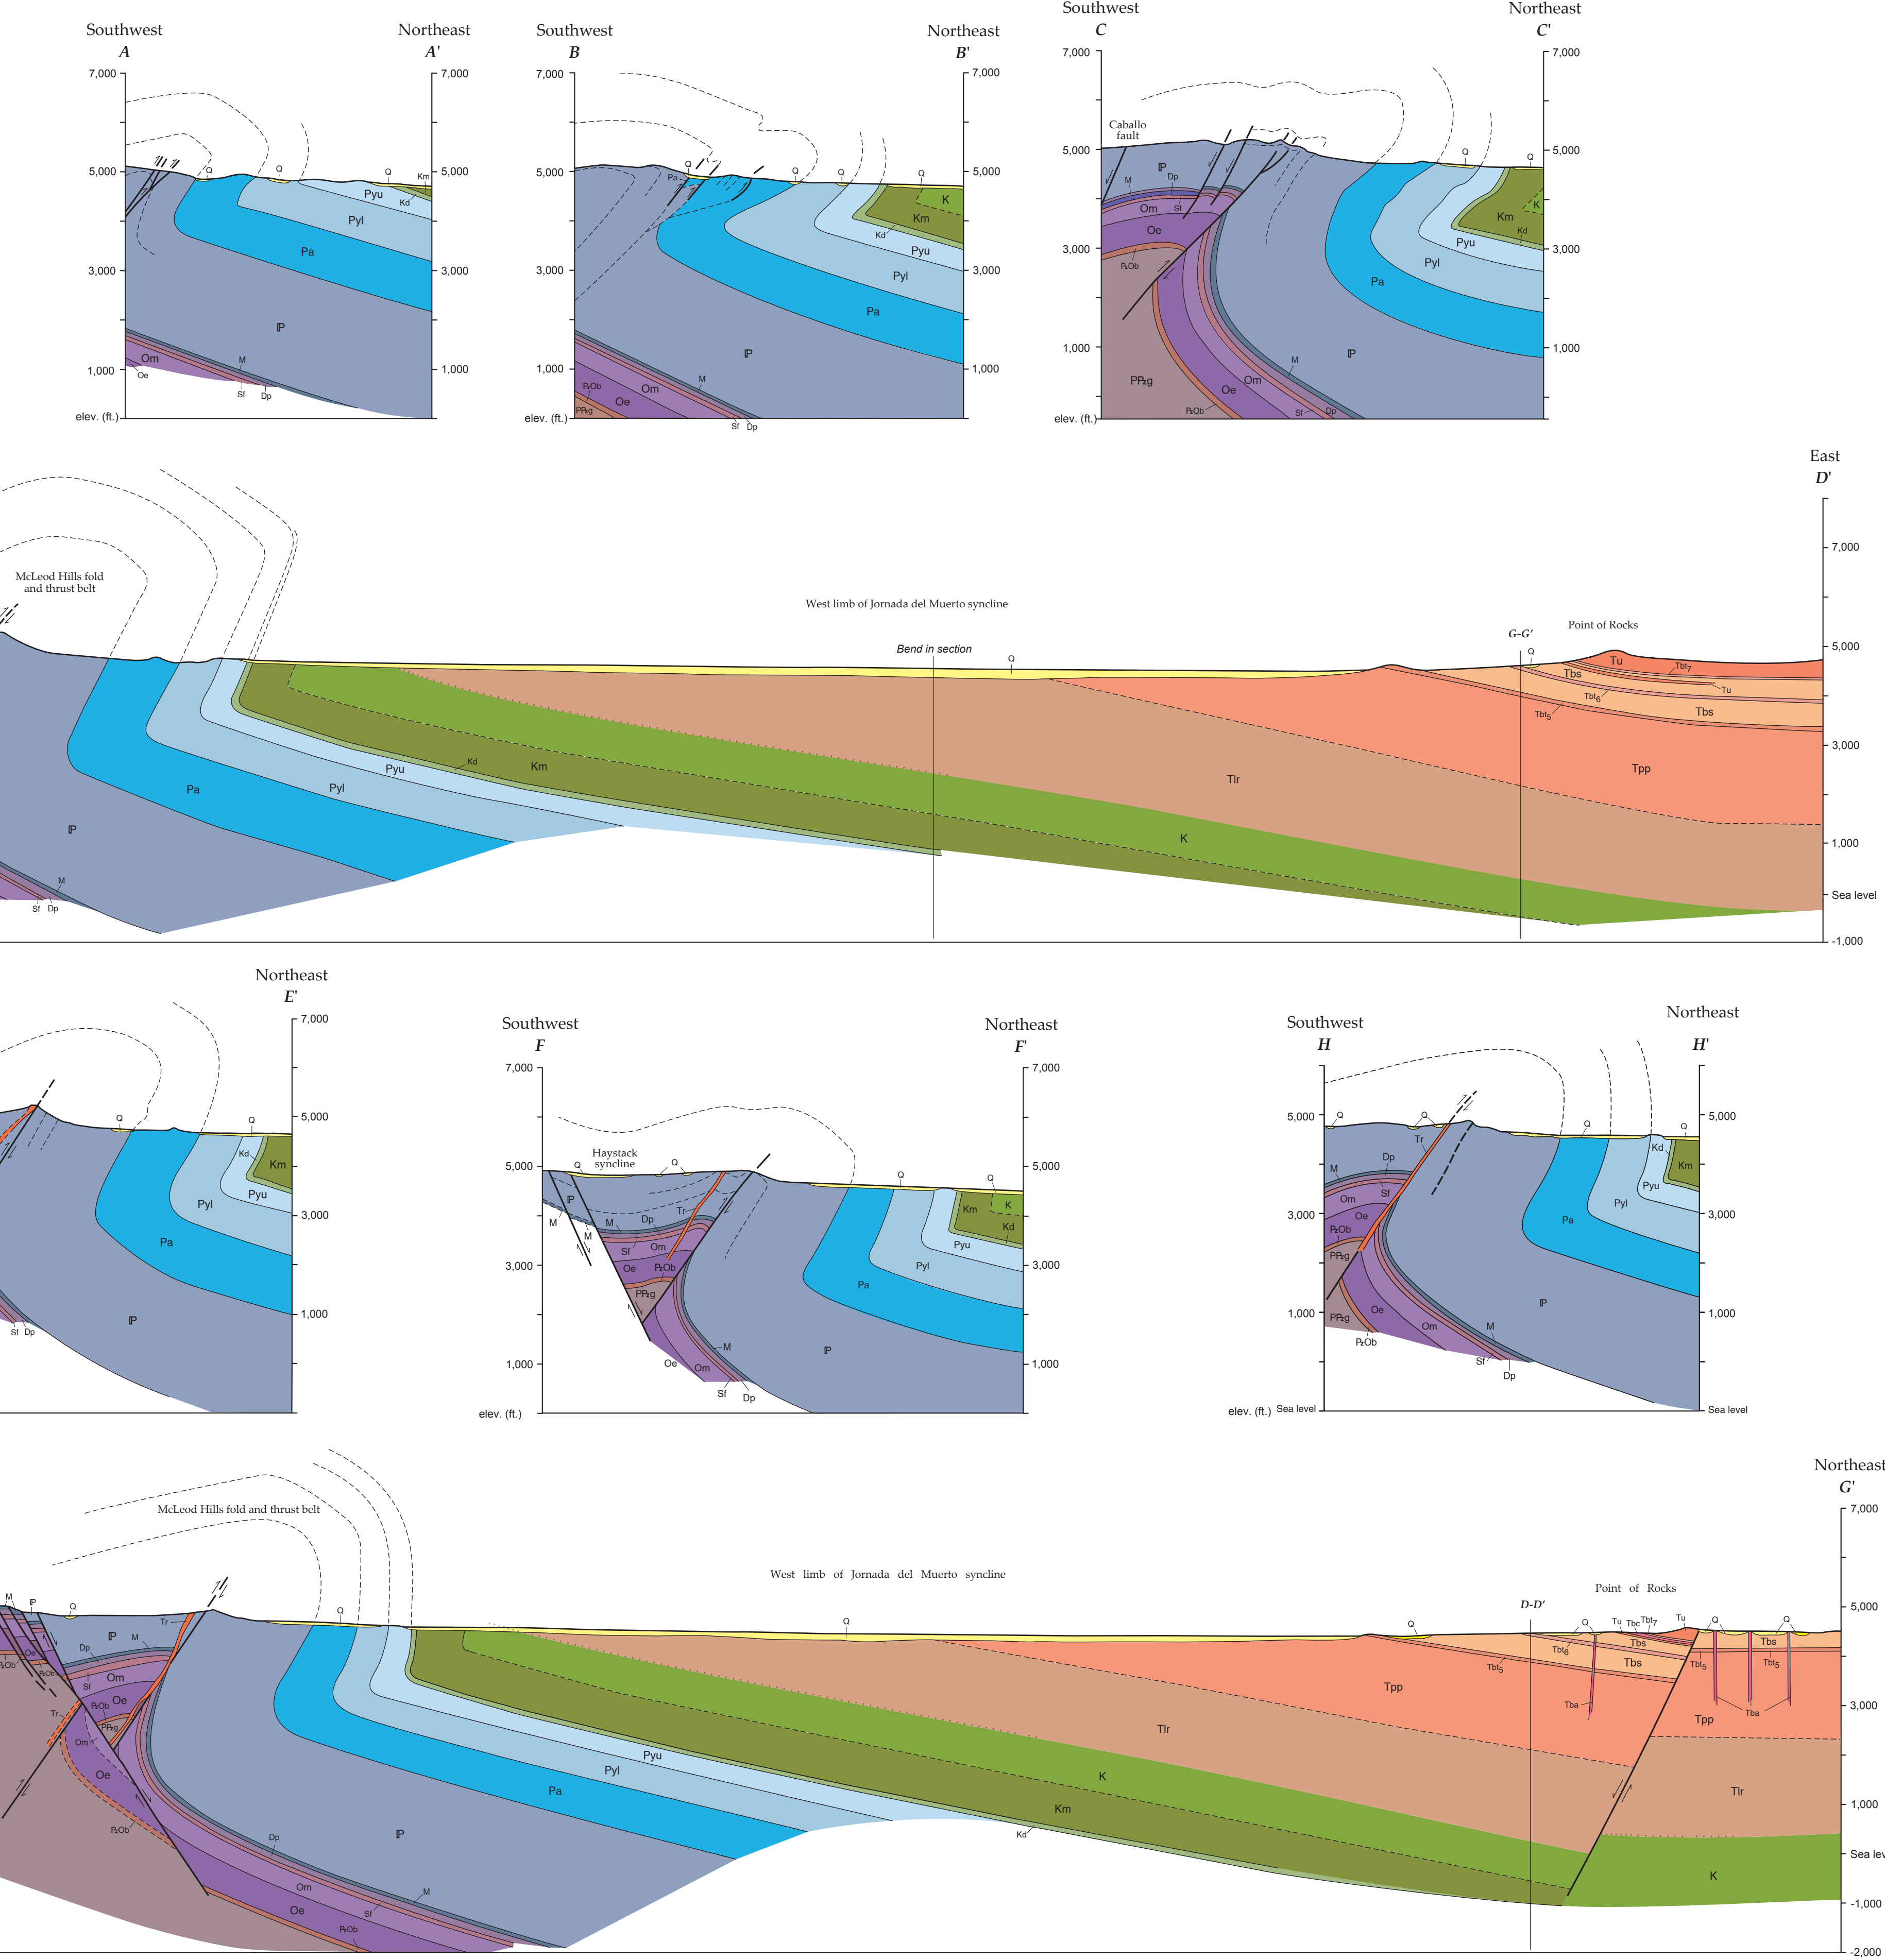 Southwest
A
Northeast
A'
7,000
7,000
5,000
5,000
3,000
3,000
1,000
1,000
elev. (ft.)
Q
Q
Q
Km
Kd
Pyu
Pyl
Pa
ℙ
M
Om
Oe
Sf
Dp
Southwest
B
Northeast
B'
7,000
7,000
5,000
5,000
3,000
3,000
1,000
1,000
elev. (ft.)
Q
Pa
Q
Q
Q
K
Km
Kd
Pyu
Pyl
Pa
ℙ
M
Om
Oe
Sf
Dp
Southwest
C
Northeast
C'
7,000
7,000
5,000
5,000
3,000
3,000
1,000
1,000
elev. (ft.)
Caballo
fault
ℙ
M
Dp
Om
Sf
Oe
Q
Q
K
Km
Kd
Pyu
Pyl
Pa
M
ℙ
Om
Oe
Sf
Dp
East
D'
7,000
5,000
3,000
1,000
Sea level
-1,000
McLeod Hills fold
and thrust belt
West limb of Jornada del Muerto syncline
Bend in section
Q
G-G'
Q
Point of Rocks
Tu
Tbt7
Tbs
Tbt6
Tu
Tbt5
Tbs
Tpp
Tlr
K
Km
Kd
Pyu
Pyl
Pa
ℙ
M
Sf
Dp
Northeast
E'
7,000
5,000
3,000
1,000
Q
Q
Kd
Km
Pyu
Pyl
Pa
ℙ
Sf
Dp
Southwest
F
Northeast
F'
7,000
7,000
5,000
5,000
3,000
3,000
1,000
1,000
elev. (ft.)
Haystack
syncline
Q
Q
Q
Q
ℙ
M
M
M
Dp
Tr
Sf
Om
Oe
Km
K
Kd
Pyu
Pyl
Pa
M
ℙ
Oe
Om
Sf
Dp
Southwest
H
Northeast
H'
5,000
5,000
3,000
3,000
1,000
1,000
elev. (ft.)
Sea level
Sea level
Q
Q
Q
Q
Tr
M
Dp
Sf
Om
Oe
Kd
Km
Pyu
Pyl
Pa
ℙ
Oe
Om
M
Sf
Dp
Northeast
G'
7,000
5,000
3,000
1,000
Sea lev
-1,000
-2,000
McLeod Hills fold and thrust belt
West limb of Jornada del Muerto syncline
Point of Rocks
D-D'
M
ℙ
Q
Tr
Q
Q
Q
Q
Tu
Tbc
Tbt7
Tu
Q
Q
ℙ
M
Dp
Om
Sf
Oe
Oe
Tr
Om
Oe
Tbt6
Tbs
Tbs
Tbt5
Tbs
Tbt5
Tbt5
Tba
Tba
Tpp
Tpp
Tlr
Tlr
K
K
Km
Kd
Pyu
Pyl
Pa
ℙ
Dp
M
Om
Sf
Oe